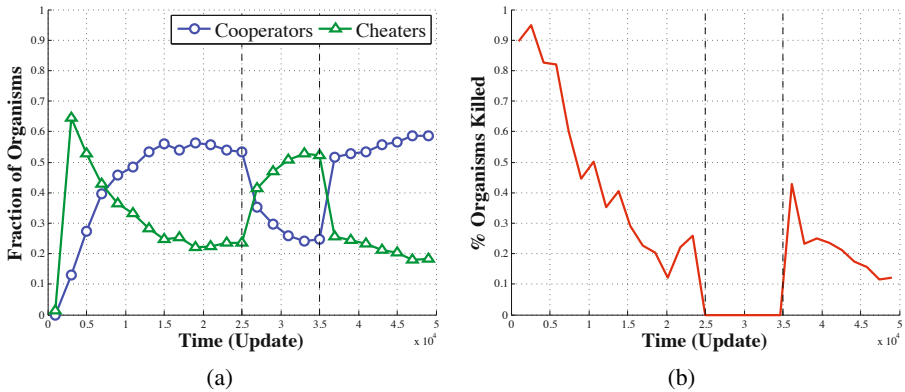 Cooperators Cheaters
Fraction of Organisms
1
0.9
0.8
0.7
0.6
0.5
0.4
0.3
0.2
0.1
0
0 0.5 1 1.5 2 2.5 3 3.5 4 4.5 5
x 10⁴
Time (Update)
(a)
% Organisms Killed
1
0.9
0.8
0.7
0.6
0.5
0.4
0.3
0.2
0.1
0
0 0.5 1 1.5 2 2.5 3 3.5 4 4.5 5
x 10⁴
Time (Update)
(b)